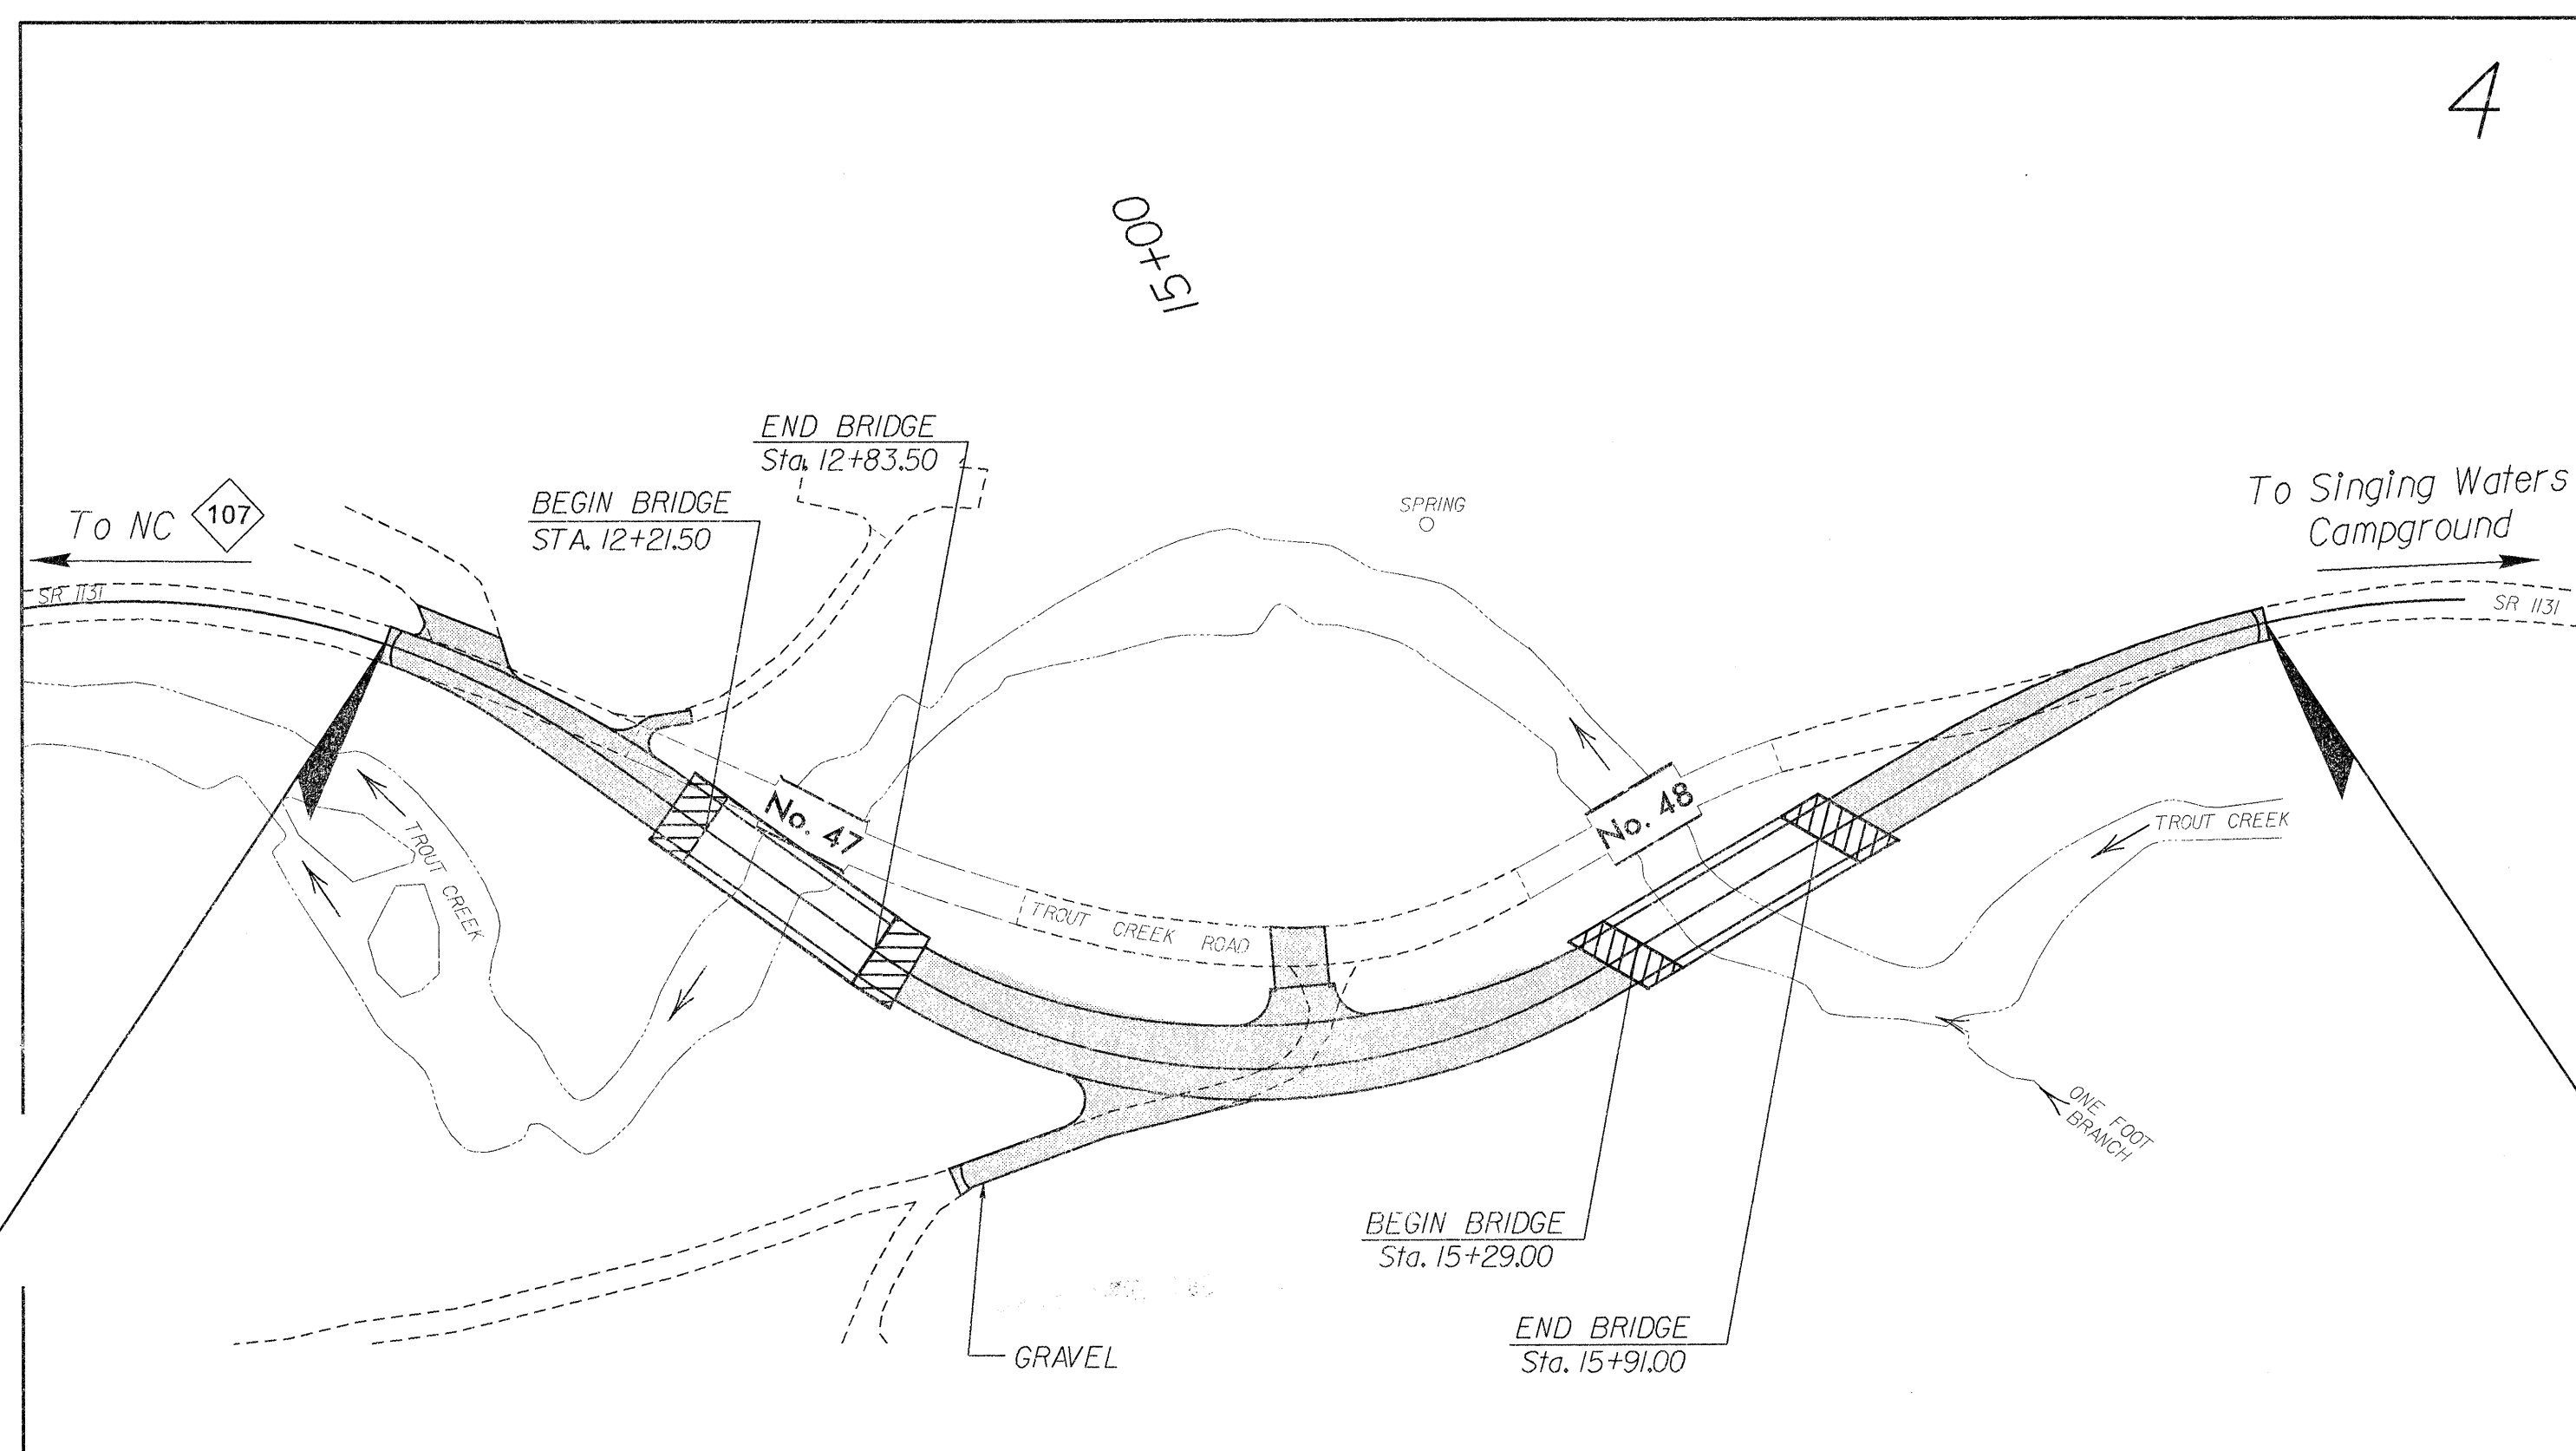 4
15+00
END BRIDGE
Sta. 12+83.50
BEGIN BRIDGE
STA. 12+21.50
To NC 107
SPRING
To Singing Waters
Campground
SR 1131
SR 1131
No. 47
No. 48
TROUT CREEK
TROUT CREEK
TROUT CREEK ROAD
ONE FOOT
BRANCH
BEGIN BRIDGE
Sta. 15+29.00
END BRIDGE
Sta. 15+91.00
GRAVEL